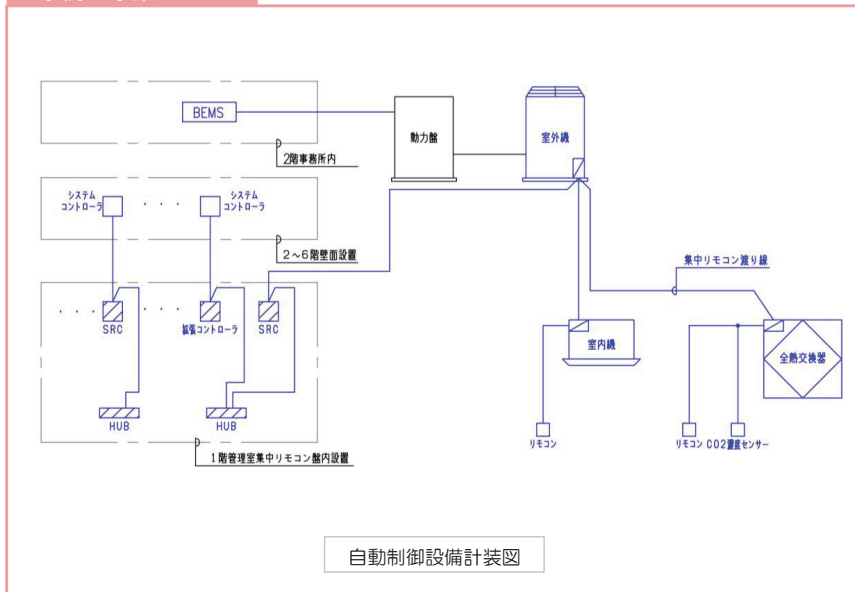 BEMS
動力盤
室外機
2階事務所内
システム
コントローラ
・・・
システム
コントローラ
2〜6階壁面設置
集中リモコン渡り線
・・・
SRC
・・・
拡張コントローラ
SRC
室内機
全熱交換器
HUB
HUB
リモコン
リモコン
CO2濃度センサー
1階管理室集中リモコン盤内設置
自動制御設備計装図